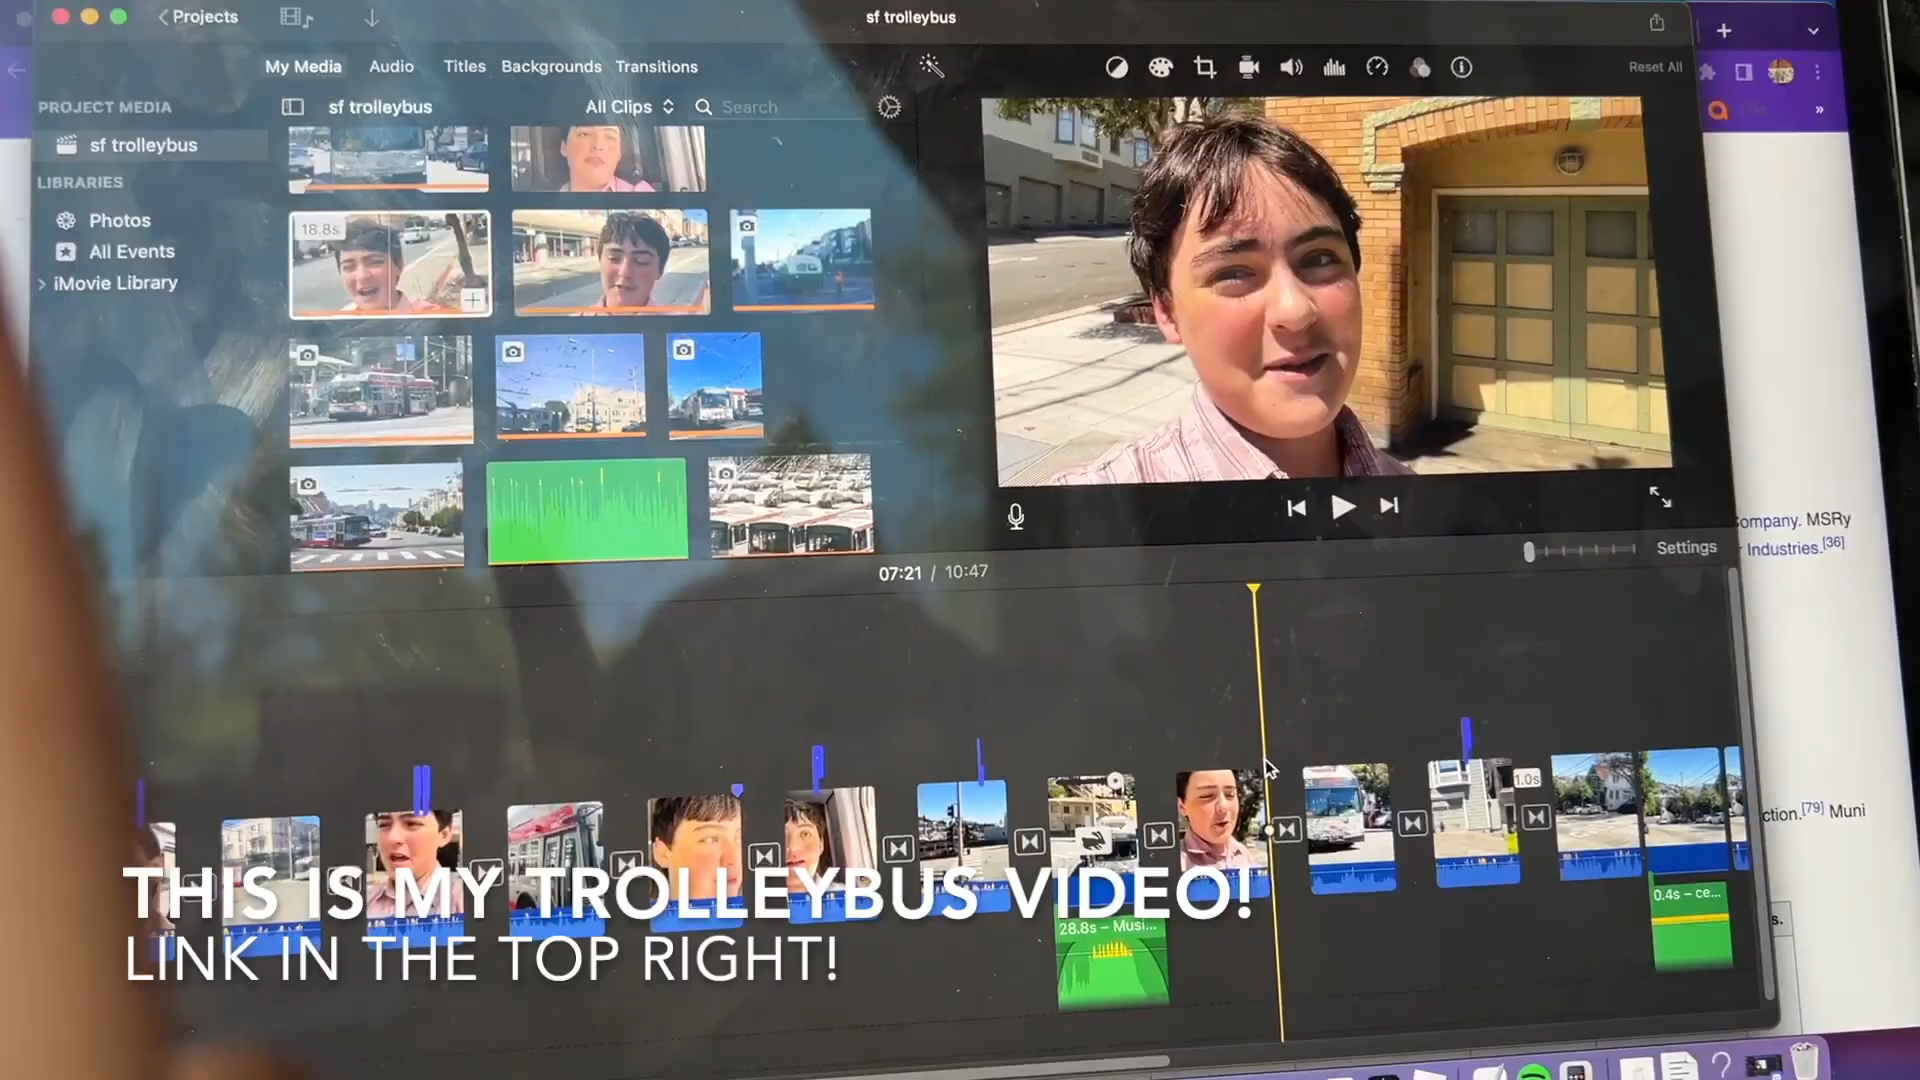 Projects
sf trolleybus
My Media
Audio
Titles
Backgrounds
Transitions
Reset All
PROJECT MEDIA
sf trolleybus
All Clips
Search
sf trolleybus
LIBRARIES
Photos
All Events
iMovie Library
18.8s
Company. MSRy
Industries.[36]
Settings
07:21 / 10:47
1.0s
ction.[79] Muni
THIS IS MY TROLLEYBUS VIDEO!
LINK IN THE TOP RIGHT!
28.8s – Musi...
0.4s – ce...
s.